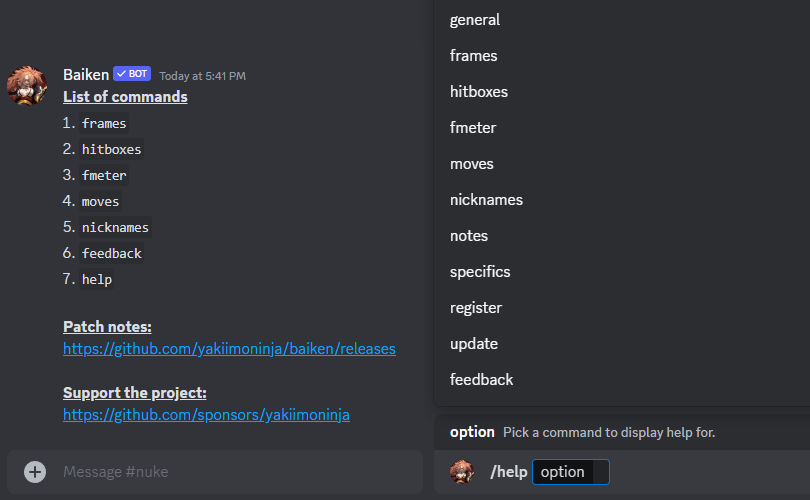 Baiken ✓ BOT Today at 5:41 PM
List of commands
1. frames
2. hitboxes
3. fmeter
4. moves
5. nicknames
6. feedback
7. help
Patch notes:
https://github.com/yakiimoninja/baiken/releases
Support the project:
https://github.com/sponsors/yakiimoninja
Message #nuke
general
frames
hitboxes
fmeter
moves
nicknames
notes
specifics
register
update
feedback
option Pick a command to display help for.
/help option